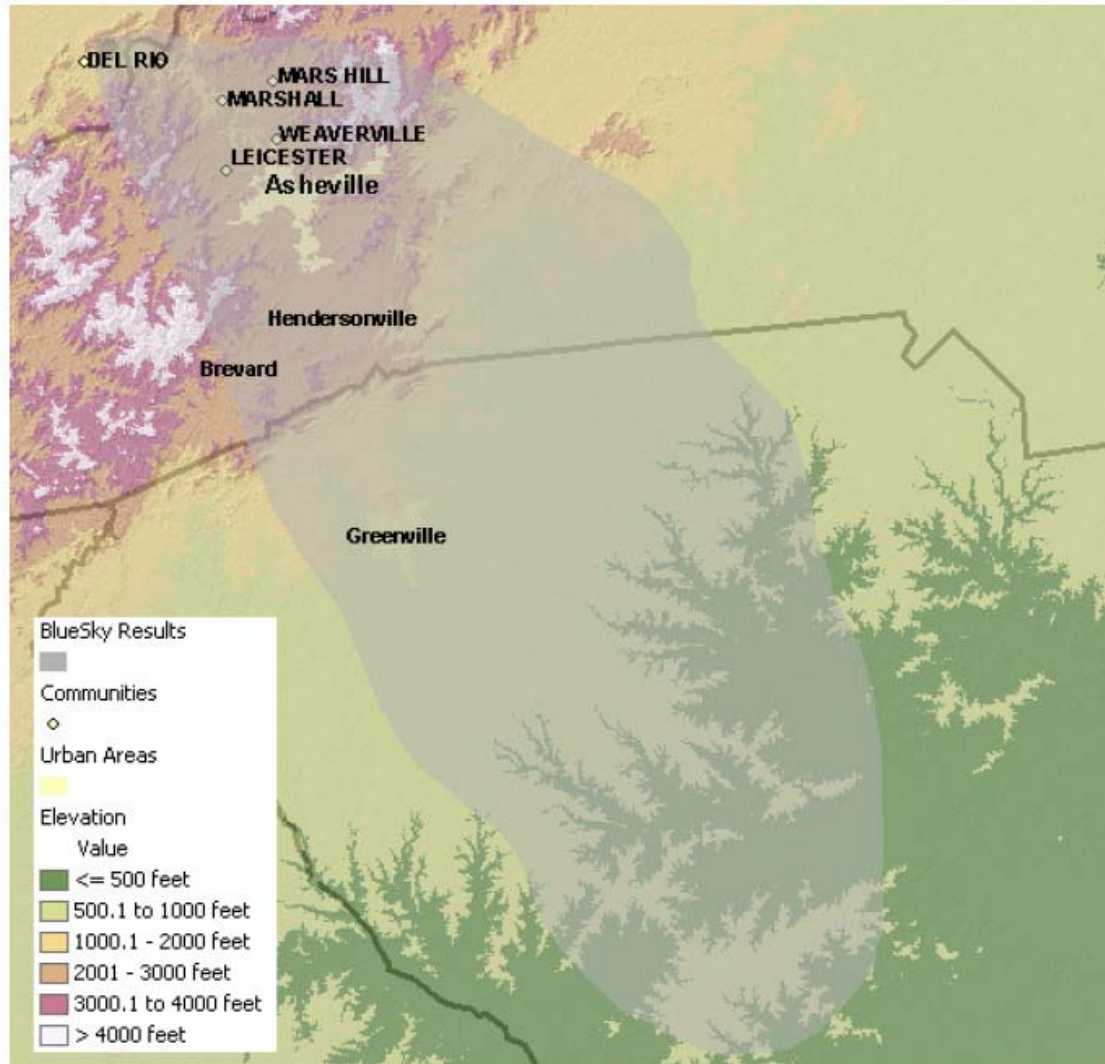 DEL RIO
MARS HILL
MARSHALL
WEAVERVILLE
LEICESTER
Asheville
Hendersonville
Brevard
Greenville
BlueSky Results
Communities
Urban Areas
Elevation
Value
<= 500 feet
500.1 to 1000 feet
1000.1 - 2000 feet
2001 - 3000 feet
3000.1 to 4000 feet
> 4000 feet